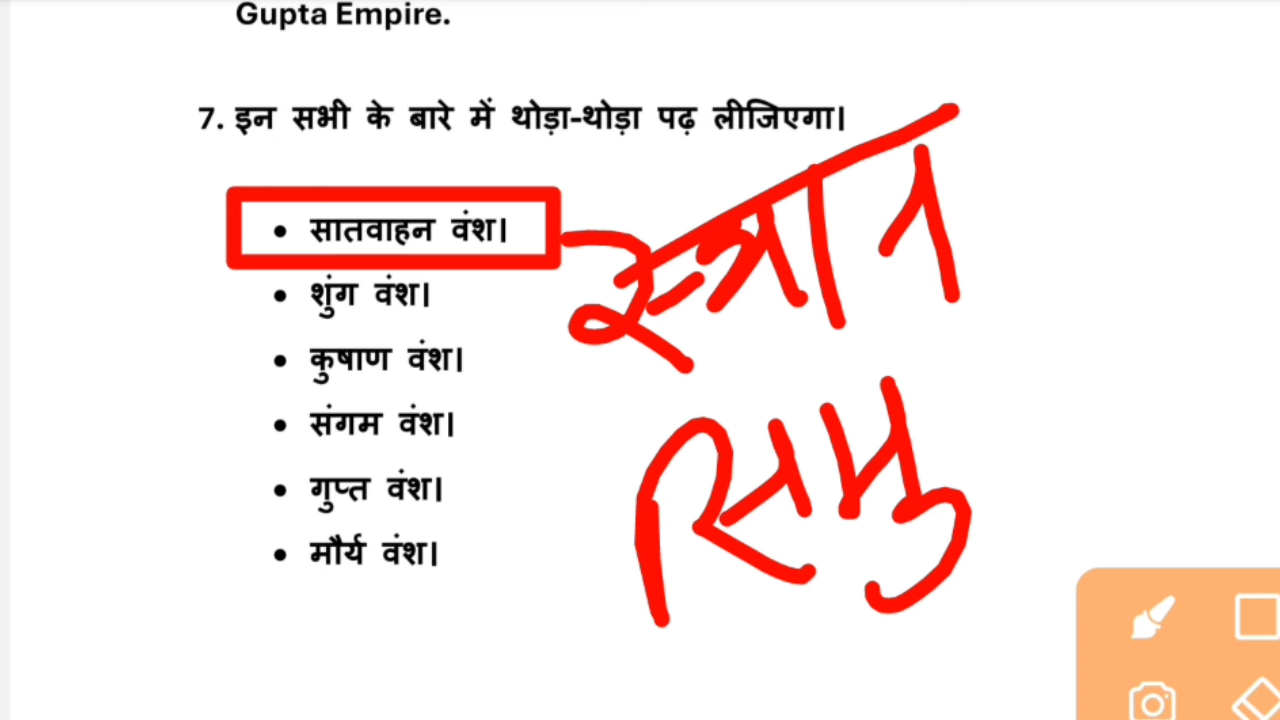 Gupta Empire.
7. इन सभी के बारे में थोड़ा-थोड़ा पढ़ लीजिएगा।
• सातवाहन वंश।
• शुंग वंश।
• कुषाण वंश।
• संगम वंश।
• गुप्त वंश।
• मौर्य वंश।